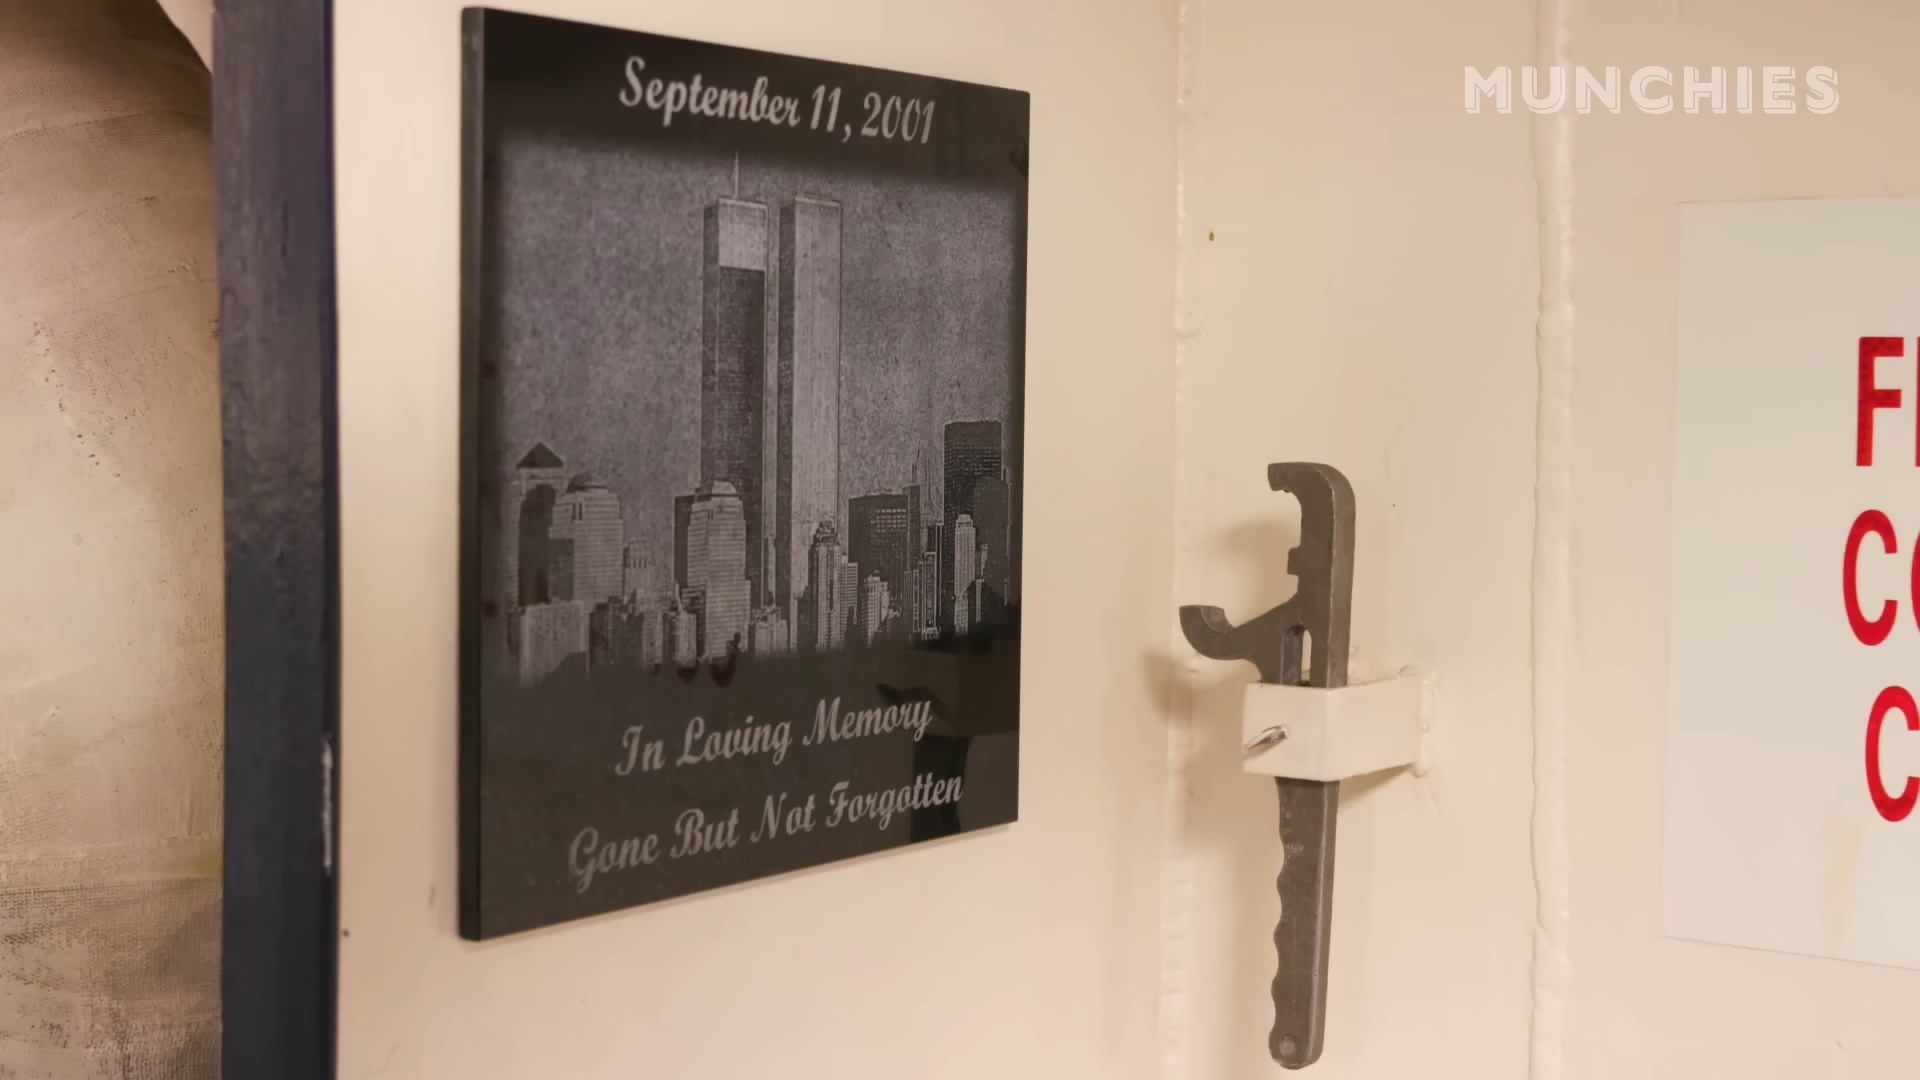 MUNCHIES
September 11, 2001
In Loving Memory
Gone But Not Forgotten